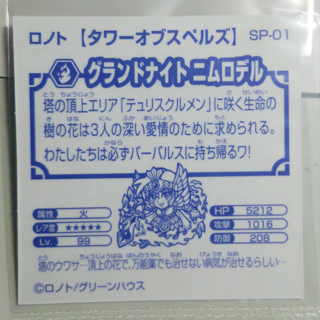 ロノト【タワーオブスペルズ】 SP-01
グランドナイトニムロデル
塔の頂上エリア「テュリスクルメン」に咲く生命の
樹の花は3人の深い愛情のために求められる。
わたしたちは必ずバーバルスに持ち帰るワ!
属性 火
レア度 ★★★★★
Lv. 99
HP 5212
攻撃 1016
防御 208
塔のウワサ…頂上の花で、万能薬でも治せない病気が治せるらしい…
©ロノト/グリーンハウス